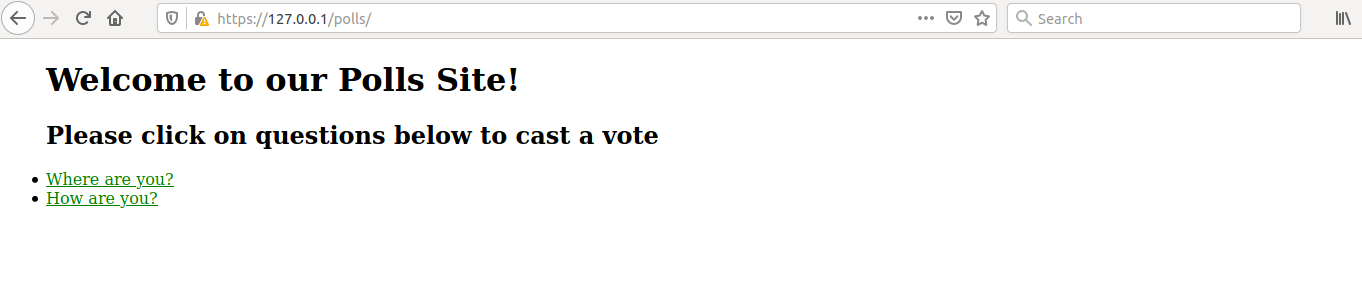 https://127.0.0.1/polls/
Search
Welcome to our Polls Site!
Please click on questions below to cast a vote
Where are you?
How are you?